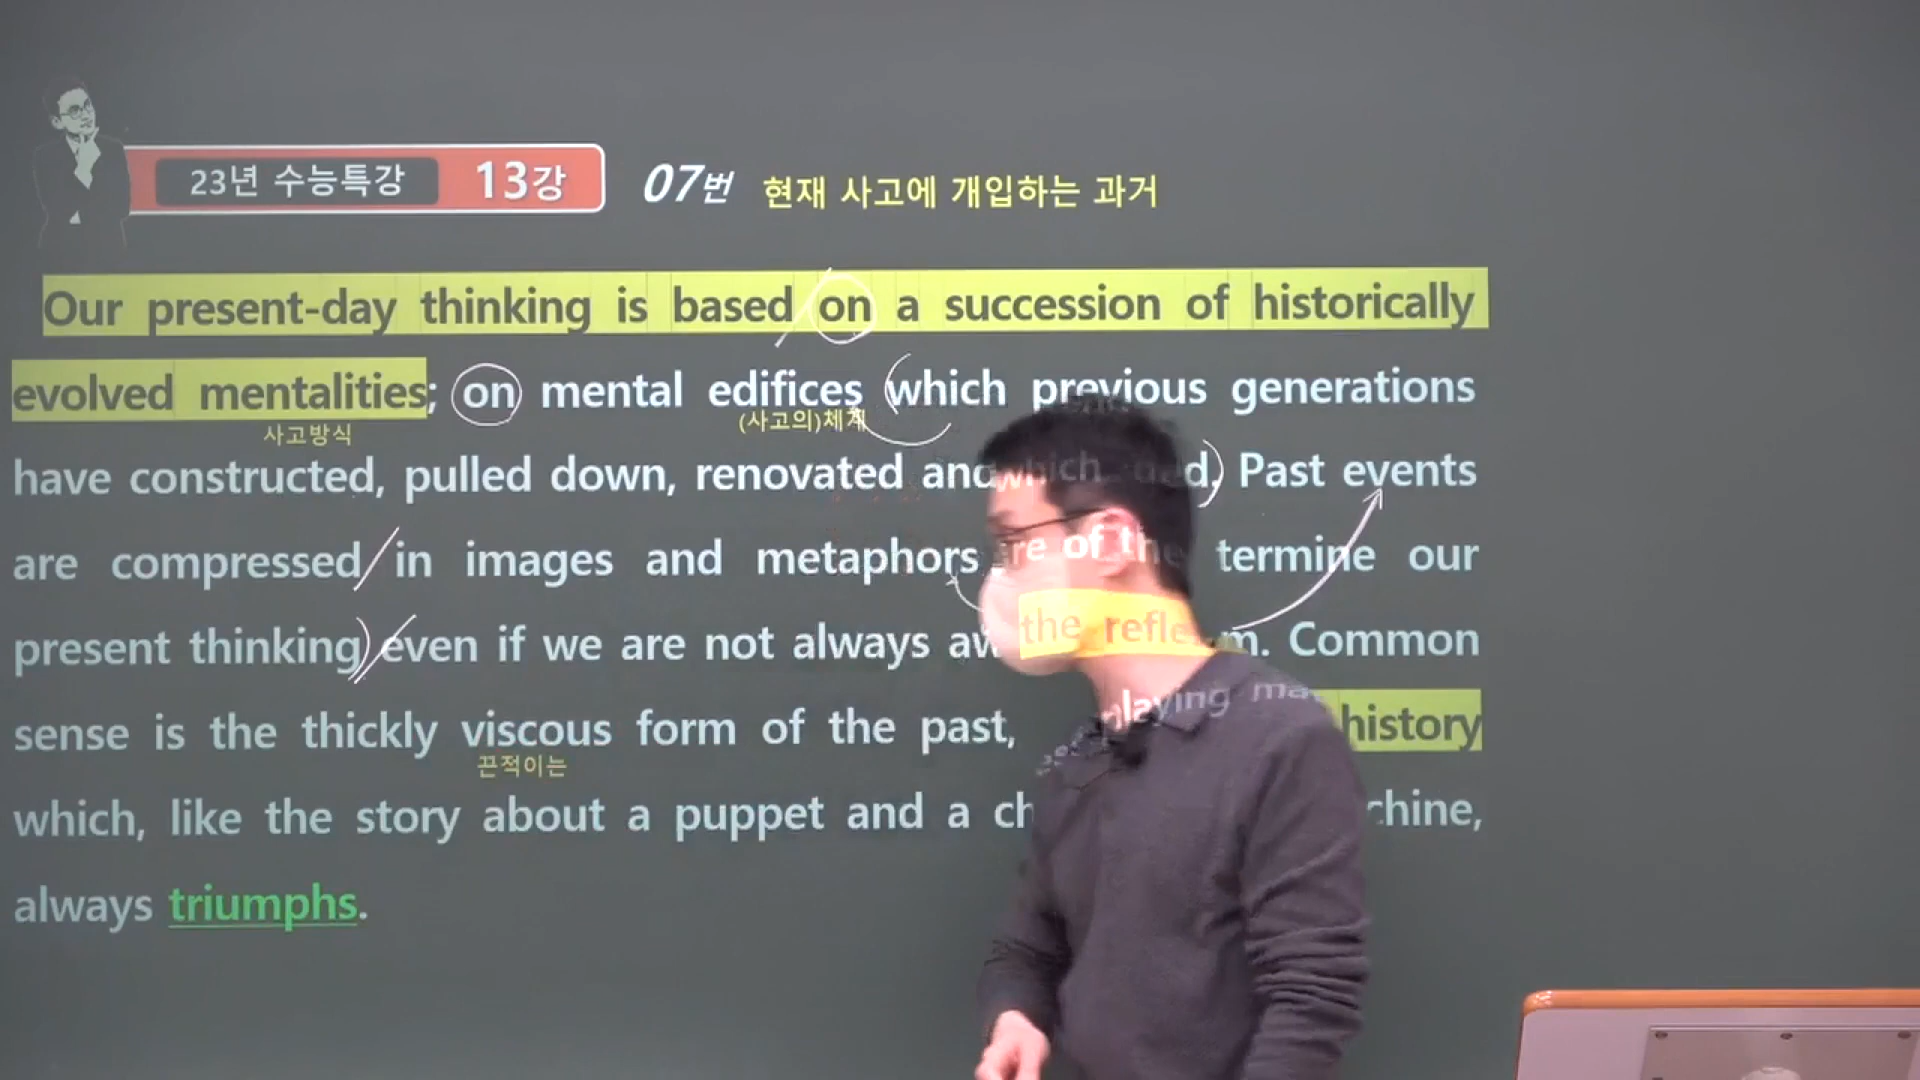 23년 수능특강 13강 07번 현재 사고에 개입하는 과거
Our present-day thinking is based on a succession of historically
evolved mentalities; on mental edifices which previous generations
사고방식 (사고의)체계
have constructed, pulled down, renovated and Past events
are compressed in images and metaphors termine our
present thinking) even if we are not always Common
sense is the thickly viscous form of the past, history
끈적이는
which, like the story about a puppet and a chine,
always triumphs.